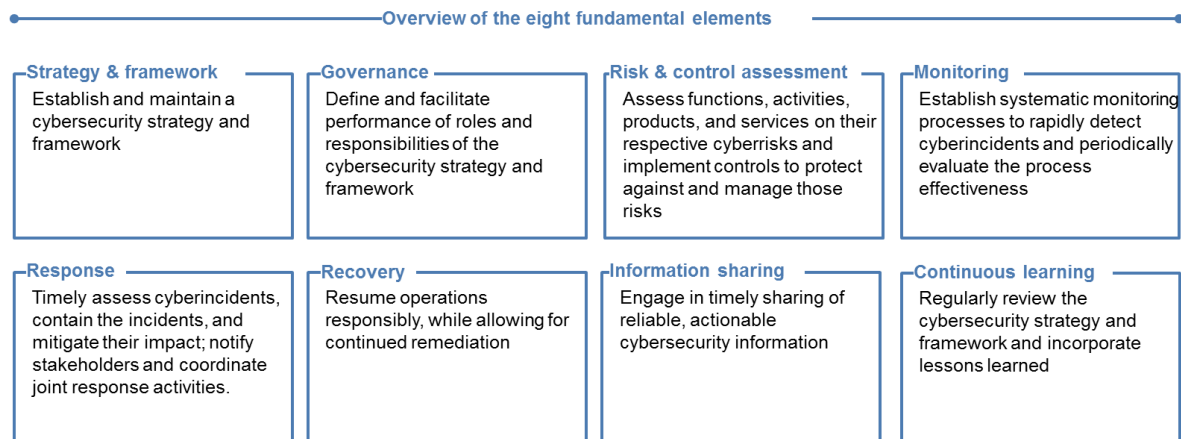 Overview of the eight fundamental elements
Strategy & framework
Establish and maintain a
cybersecurity strategy and
framework
Governance
Define and facilitate
performance of roles and
responsibilities of the
cybersecurity strategy and
framework
Risk & control assessment
Assess functions, activities,
products, and services on their
respective cyberrisks and
implement controls to protect
against and manage those
risks
Monitoring
Establish systematic monitoring
processes to rapidly detect
cyberincidents and periodically
evaluate the process
effectiveness
Response
Timely assess cyberincidents,
contain the incidents, and
mitigate their impact; notify
stakeholders and coordinate
joint response activities.
Recovery
Resume operations
responsibly, while allowing for
continued remediation
Information sharing
Engage in timely sharing of
reliable, actionable
cybersecurity information
Continuous learning
Regularly review the
cybersecurity strategy and
framework and incorporate
lessons learned